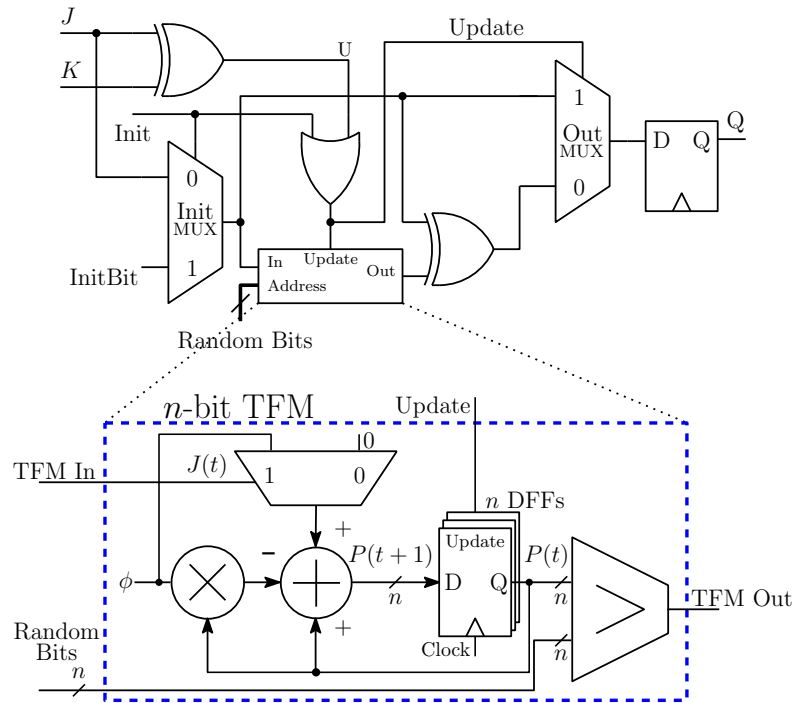 J
K
U
Update
Init
0
Init
MUX
1
InitBit
In
Update
Out
Address
Random Bits
1
Out
MUX
0
D
Q
Q
n-bit TFM
Update
TFM In
J(t)
1
0
0
n DFFs
+
-
ϕ
P(t+1)
n
Update
D
Q
P(t)
n
+
Clock
>
TFM Out
Random
Bits
n
n